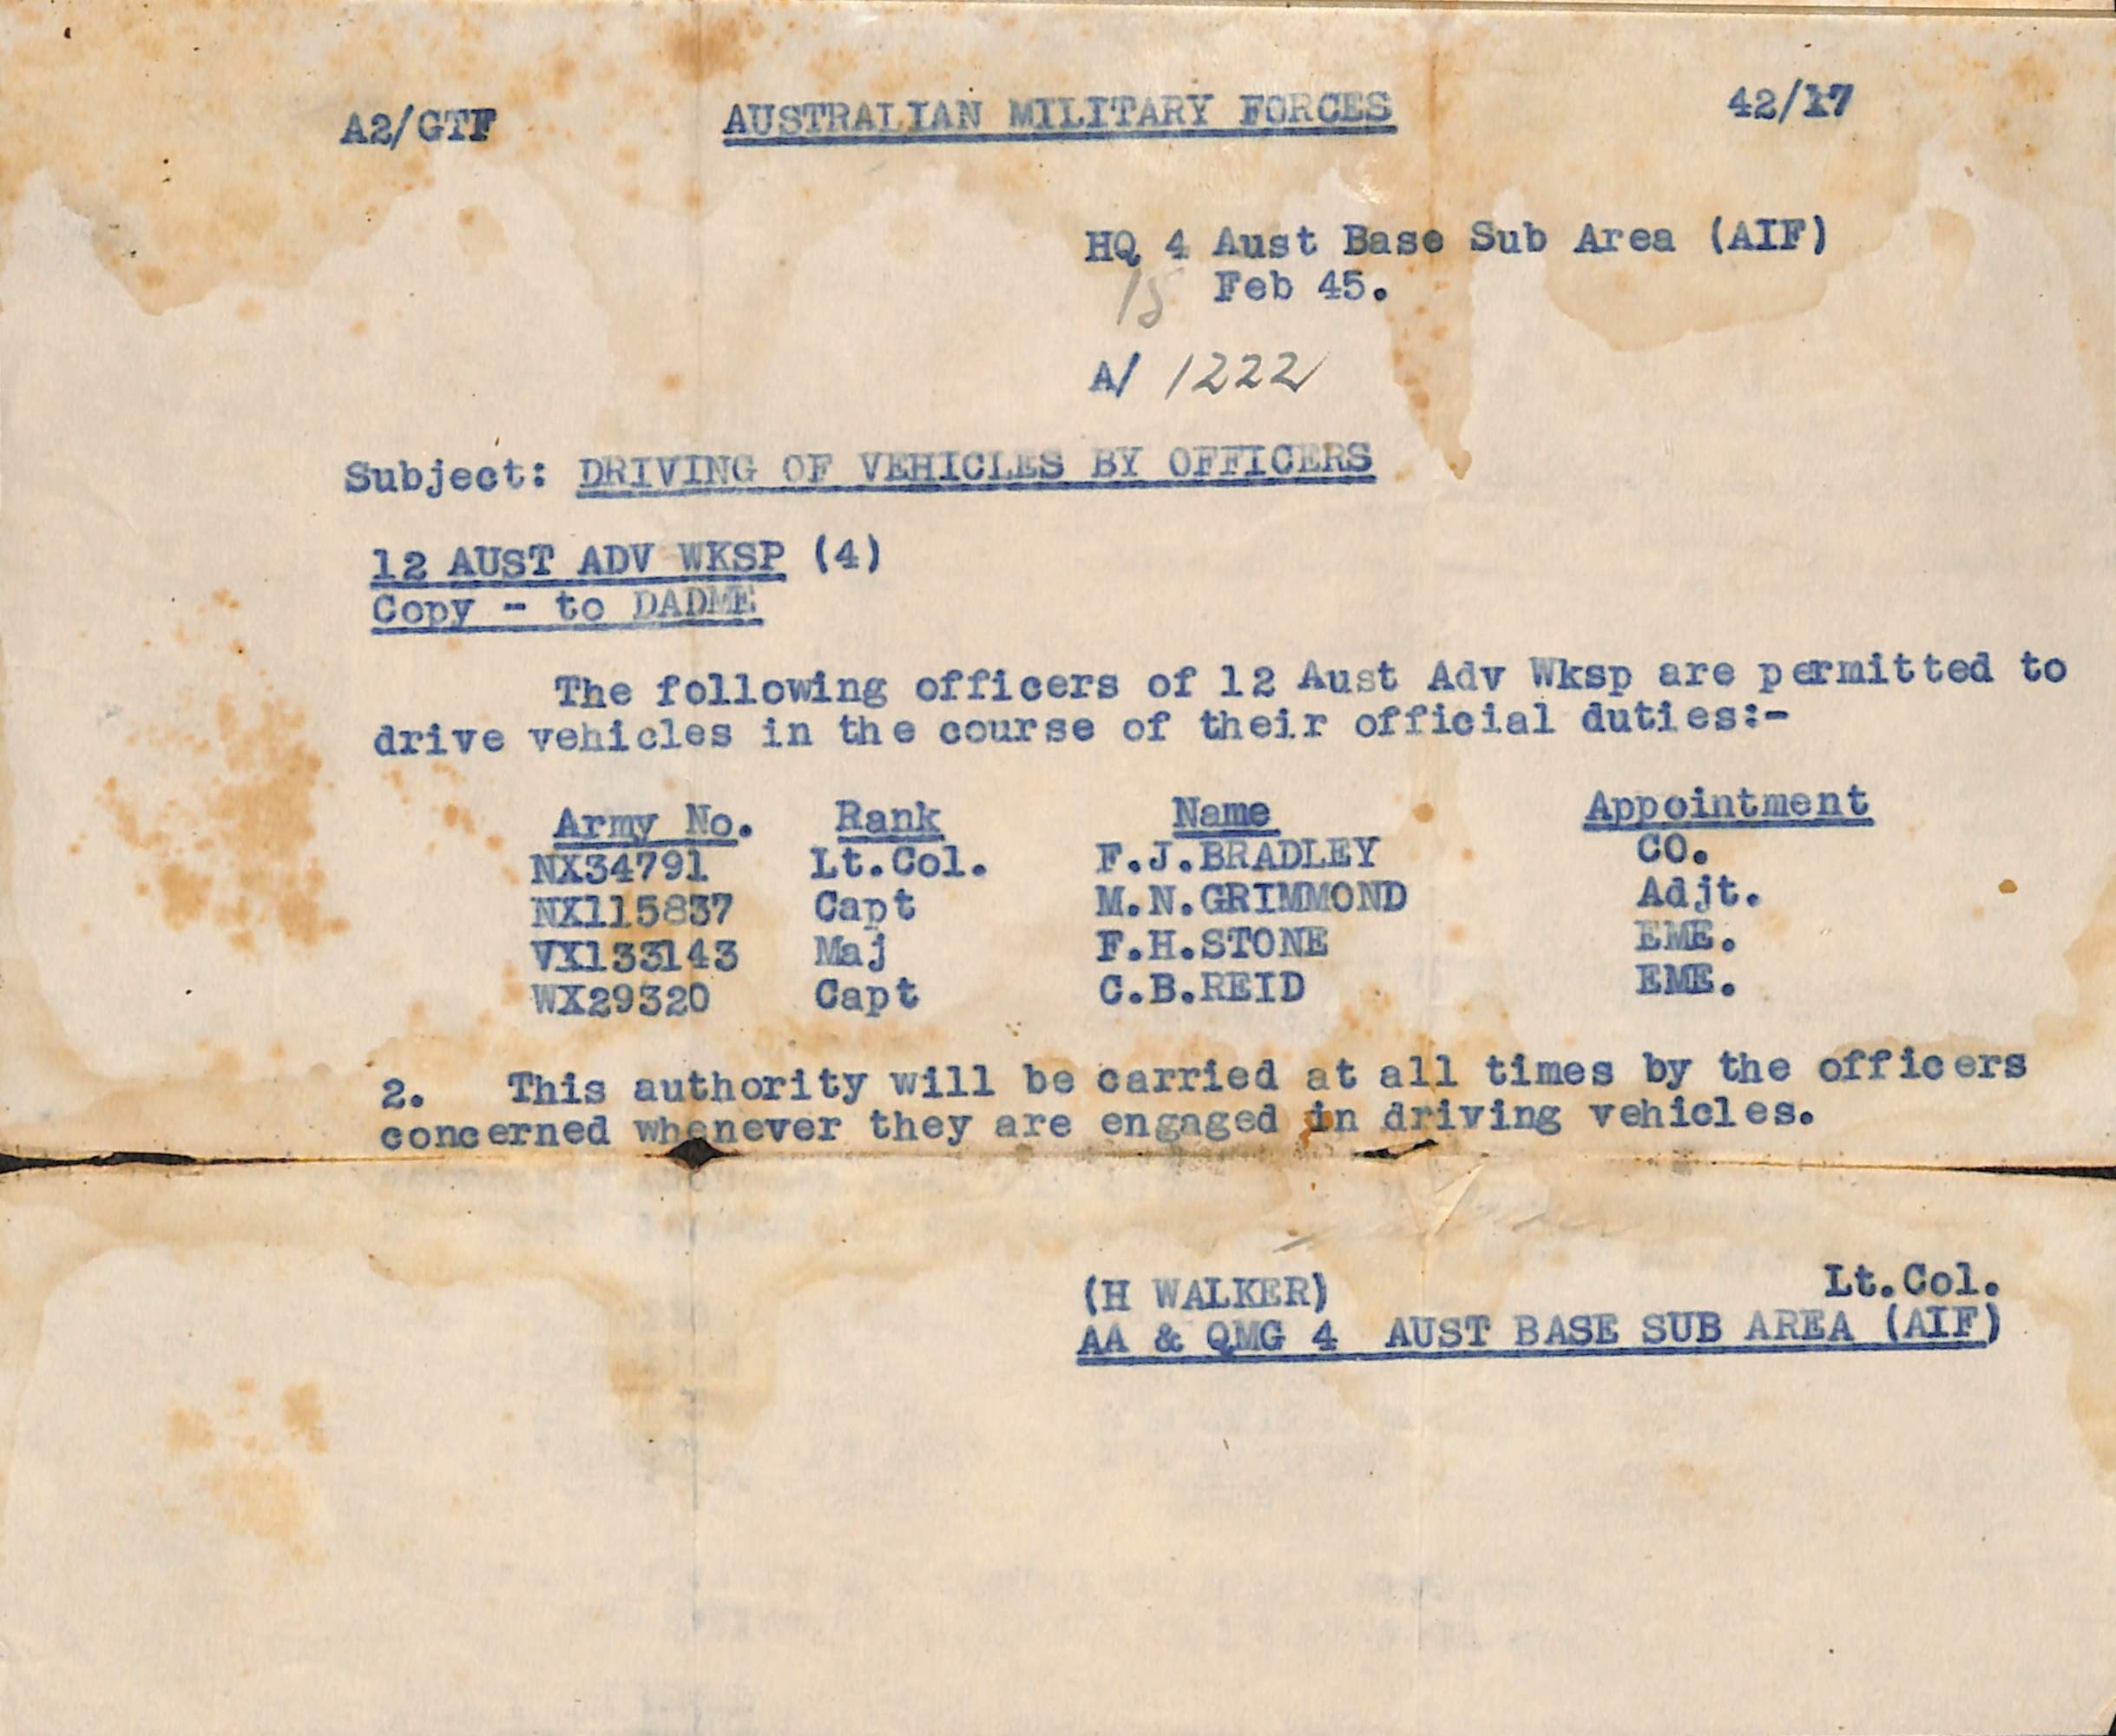 A2/GTF AUSTRALIAN MILITARY FORCES 42/17
HQ 4 Aust Base Sub Area (AIF)
15 Feb 45.
A/ 1222
Subject: DRIVING OF VEHICLES BY OFFICERS
12 AUST ADV WKSP (4)
Copy - to DADME
The following officers of 12 Aust Adv Wksp are permitted to
drive vehicles in the course of their official duties:-
Army No. Rank Name Appointment
NX34791 Lt.Col. F.J.BRADLEY CO.
NX115837 Capt M.N.GRIMMOND Adjt.
VX133143 Maj F.H.STONE EME.
WX29320 Capt C.B.REID EME.
2. This authority will be carried at all times by the officers
concerned whenever they are engaged in driving vehicles.
(H WALKER) Lt.Col.
AA & QMG 4 AUST BASE SUB AREA (AIF)